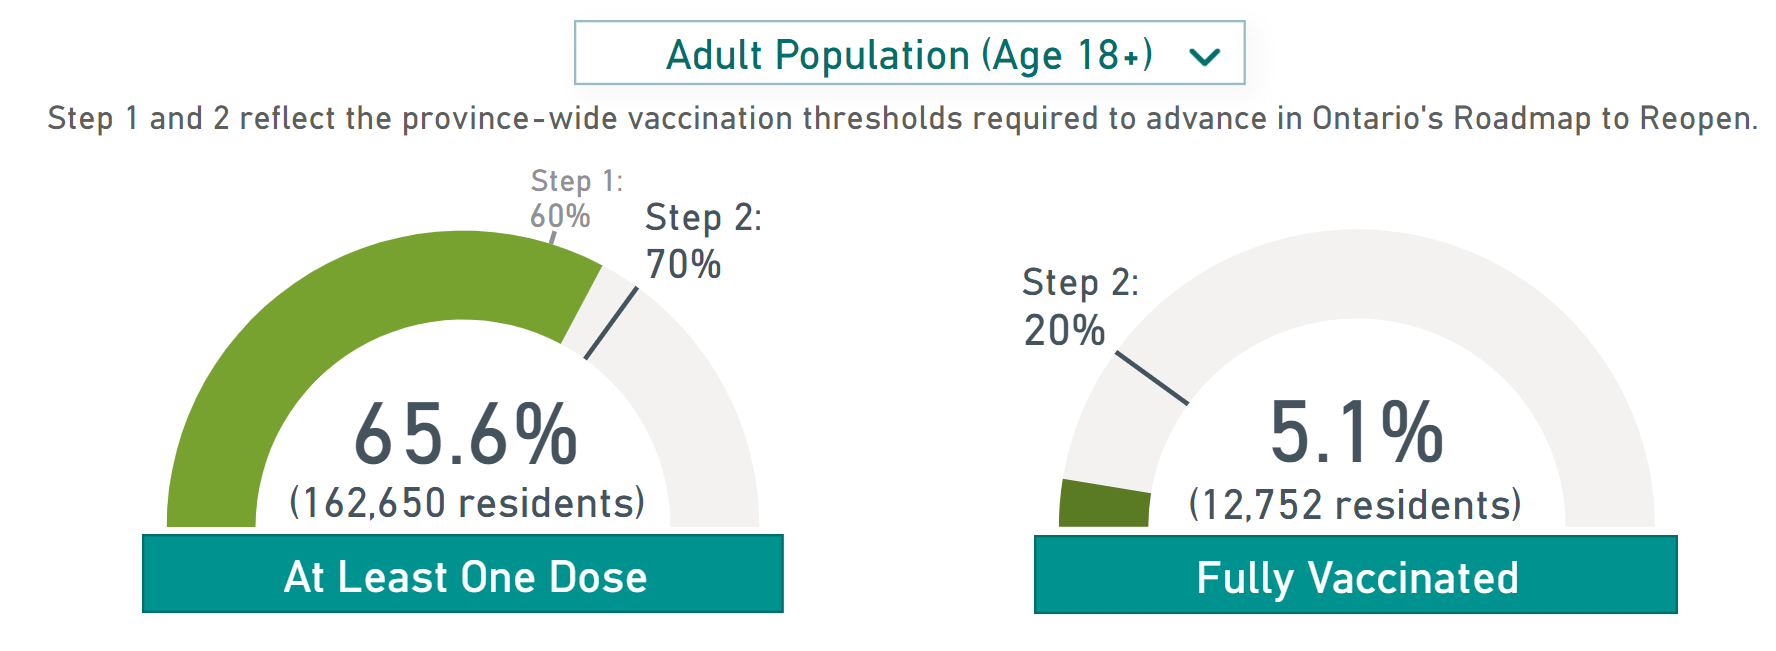 Adult Population (Age 18+)
Step 1 and 2 reflect the province-wide vaccination thresholds required to advance in Ontario's Roadmap to Reopen.
Step 1:
60%
Step 2:
70%
65.6%
(162,650 residents)
At Least One Dose
Step 2:
20%
5.1%
(12,752 residents)
Fully Vaccinated